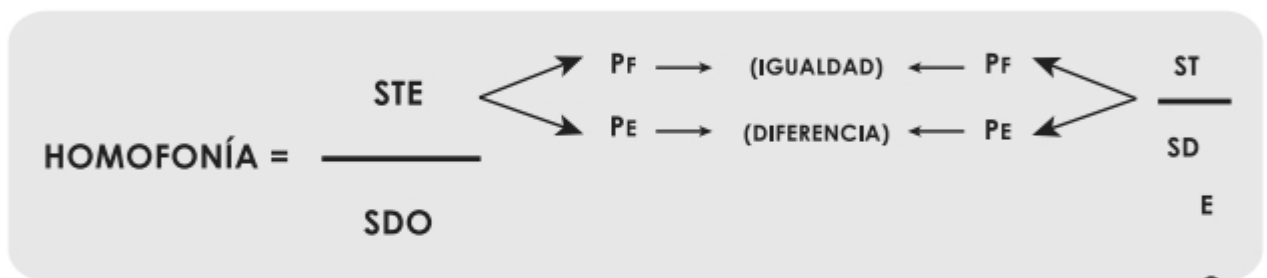 PF (IGUALDAD) PF ST
STE
PE (DIFERENCIA) PE
HOMOFONÍA = SD
E
SDO